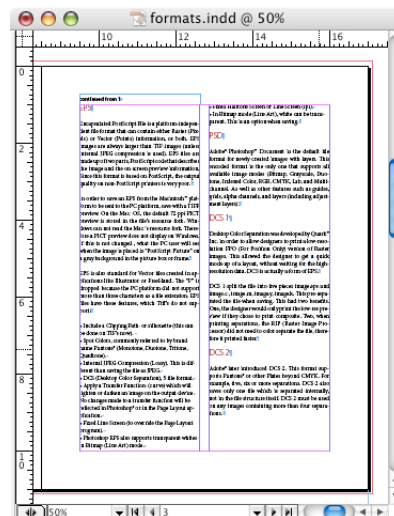 formats.indd @ 50%
10 12 14 16
0
2
4
6
8
10
continued from 1-
EPS
Encapsulated PostScript File is a platform-indepen-
dent file format that can contain either Raster (Pix-
els) or Vector (Points) information, or both. EPS
images are always larger than TIF images (unless
internal JPEG compression is used). EPS files are
made up of two parts, PostScript code that describes
the image and the on screen preview information.
Since this format is based on PostScript, the output
quality on non-PostScript printers is very poor.
In order to save an EPS from the Macintosh® plat-
form to be sent to the PC platform, save with a TIFF
preview. On the Mac OS, the default 72 ppi PICT
preview is stored in the file's resource fork. Win-
dows can not read the Mac's resource fork. There-
fore a PICT preview does not display on Windows.
If this is not changed, what the PC user will see
when the image is placed is "PostScript Picture" on
a gray background in the picture box or frame
EPS is also standard for Vector files created in ap-
plications like Illustrator or FreeHand. The "F" is
dropped because the PC platform did not support
more than three characters as a file extension. EPS
files have these features, which TIFs do not sup-
port:
- Includes a Clipping Path or silhouette (this can
be done on TIF's now).
- Spot Colors, commonly referred to by brand
name Pantone® (Monotone, Duotone, Tritone,
Quadtone).
- Internal JPEG Compression (Lossy). This is dif-
ferent than saving the file as JPEG.
- DCS (Desktop Color Separation), 5 file format.
- Apply a Transfer Function (curve) which will
lighten or darken an image on the output device.
No changes made to a transfer function will be
reflected in Photoshop® or in the Page Layout ap-
plication.
- Fixed Line Screen (to override the Page Layout
program).
- Photoshop EPS also supports transparent whites
in Bitmap (Line Art) mode.
- Fixed Halftone Screen or Line Screen (lpi).
- In Bitmap mode (Line Art), white can be trans-
parent. This is an option when saving.
PSD
Adobe® Photoshop® Document is the default file
format for newly created images with layers. This
encoded format is the only one that supports all
available image modes (Bitmap, Grayscale, Duo-
tone, Indexed Color, RGB, CMYK, Lab, and Multi-
channel. As well as other features such as guides,
grids, alpha channels, and layers (including adjust-
ment layers).
DCS 1
Desktop Color Separation was developed by Quark™
Inc. in order to allow designers to print a low-reso-
lution FPO (For Position Only) version of Raster
images. This allowed the designer to get a quick
mock-up of a layout, without waiting for the high-
resolution data. DCS is actually a form of EPS.
DCS 1 split the file into five pieces image.eps and
image.c, image.m, image.y, image.k. This pre-sepa-
rated the file when saving. This had two benefits.
One, the designer would rip/print the low-res pre-
view if they chose to print composite. Two, when
printing separations, the RIP (Raster Image Pro-
cessor) did not need to color separate the file, there-
fore it printed faster.
DCS 2
Adobe® later introduced DCS 2. This format sup-
ports Pantone® or other Plates beyond CMYK. For
example, five, six or more separations. DCS 2 also
saves only one file which is separated internally,
not in the file structure itself. DCS 2 must be used
on any images containing more than four separa-
tions.
50% 3